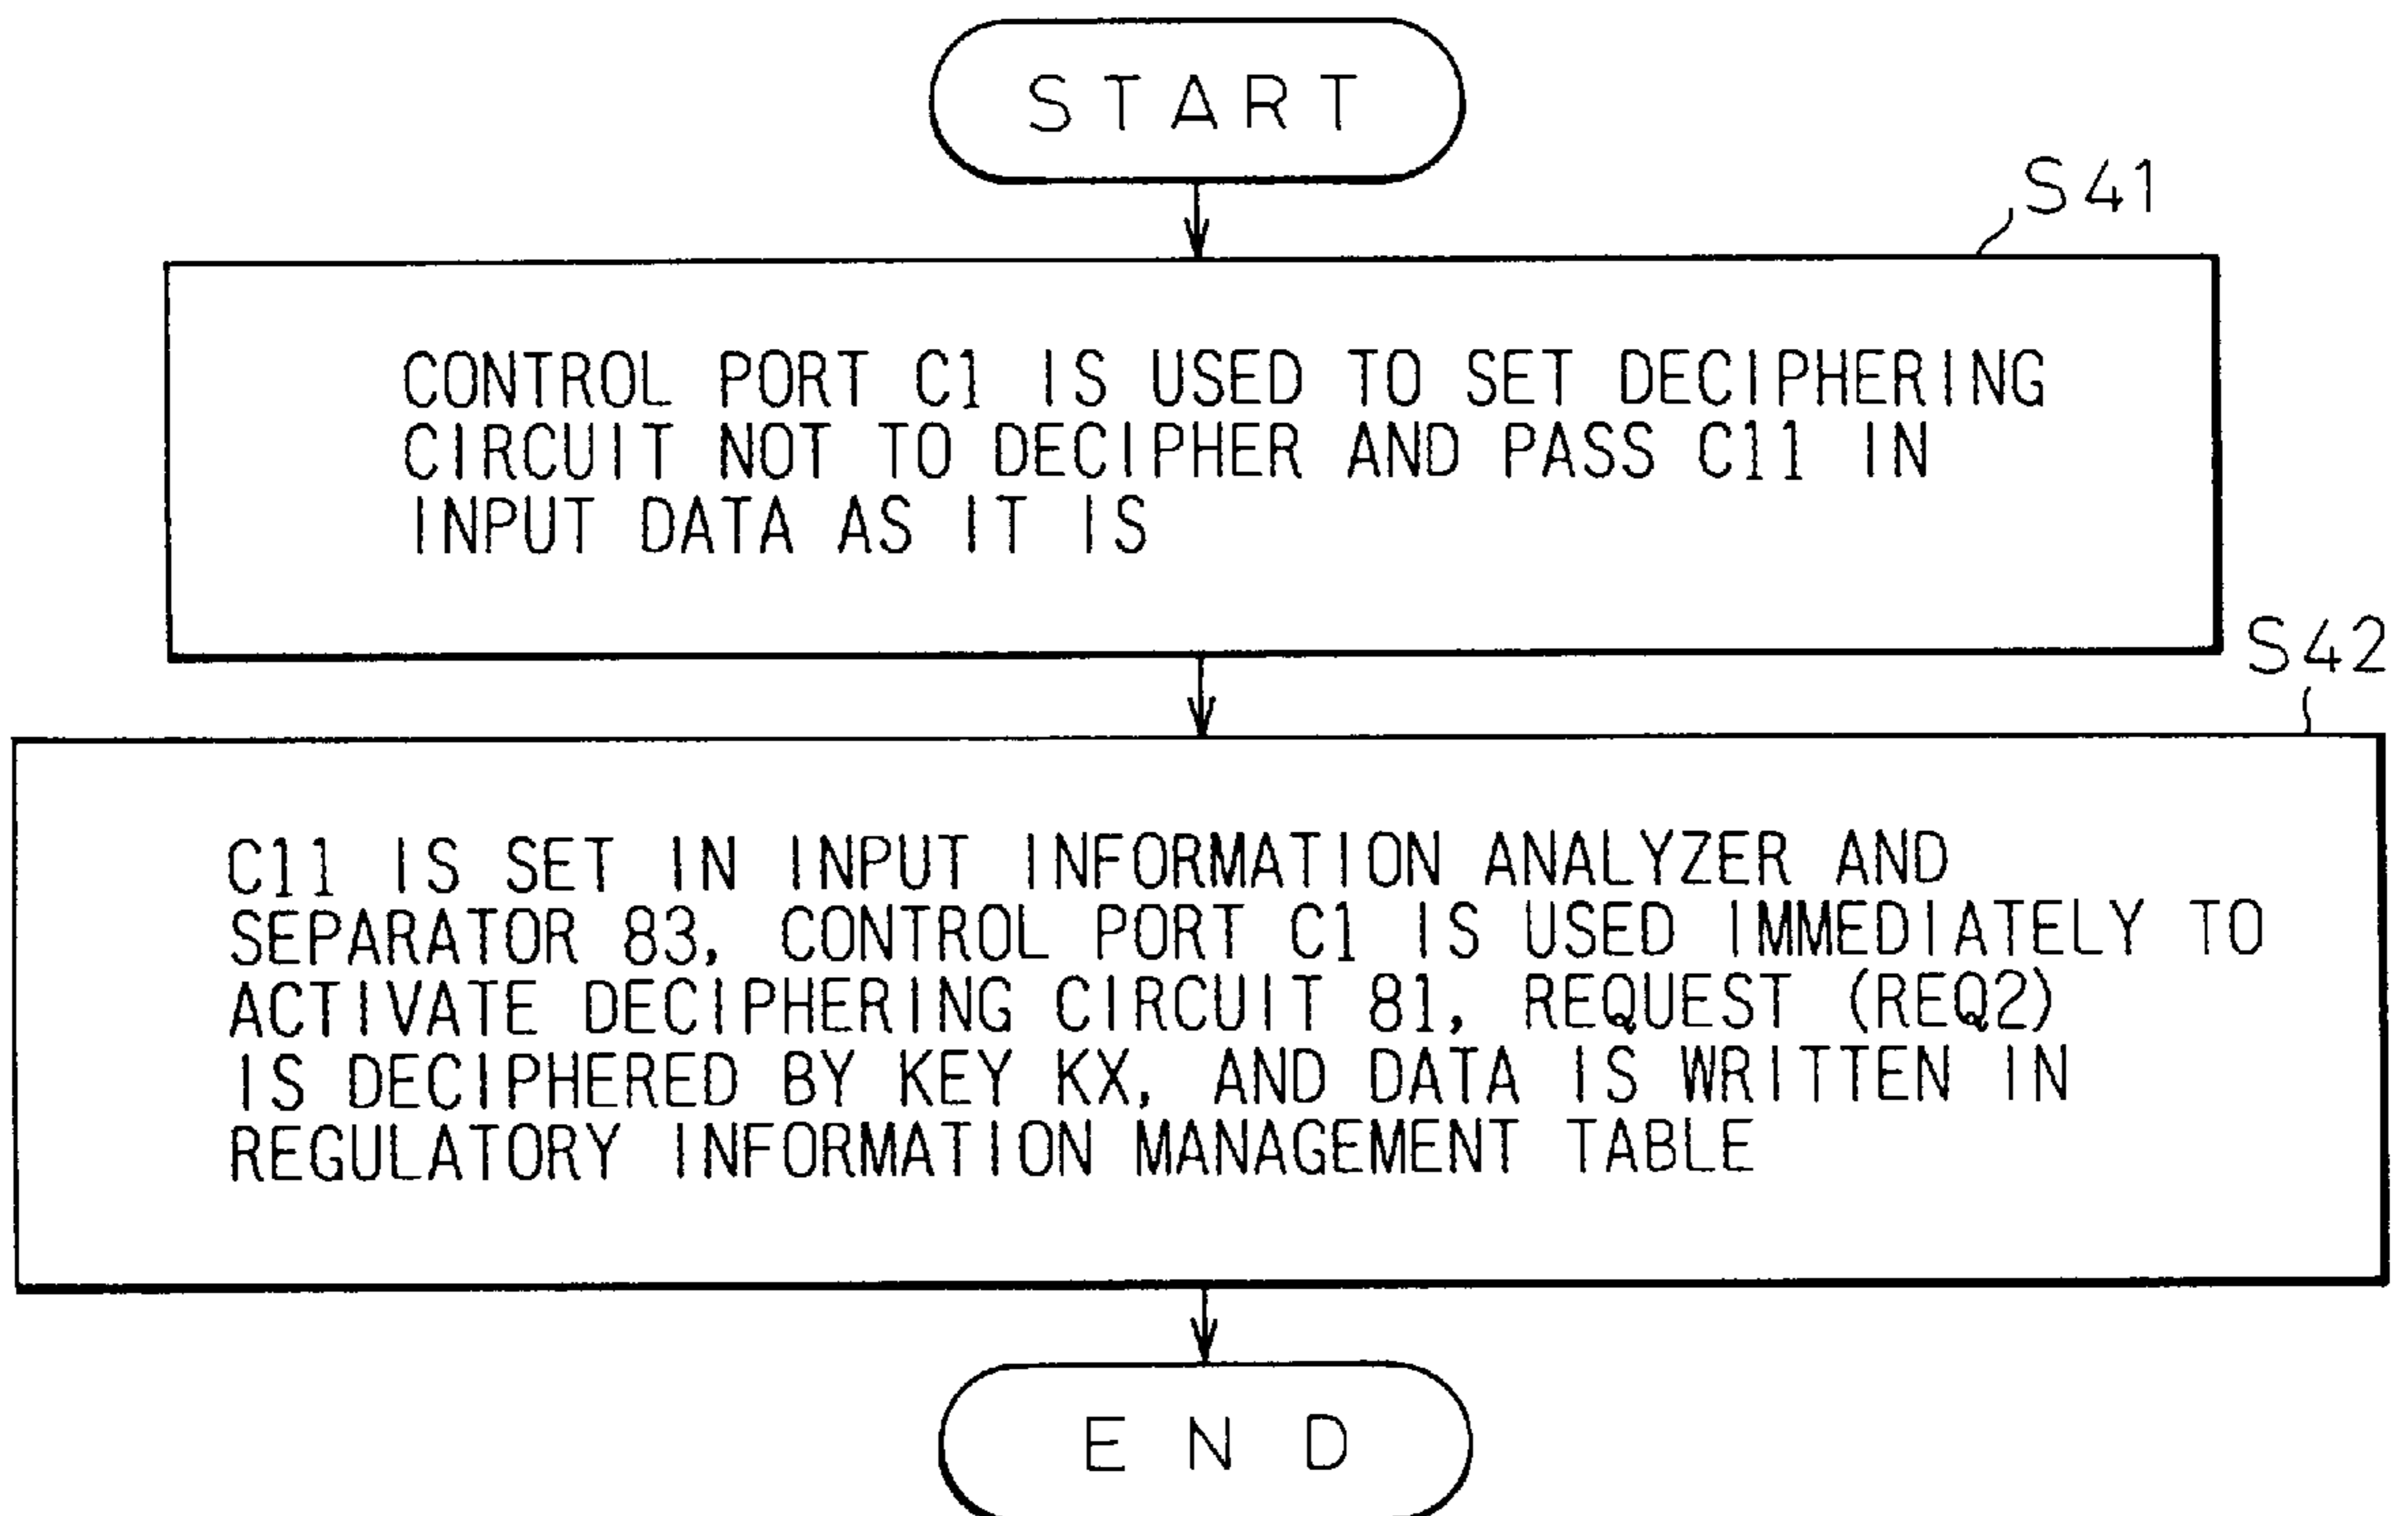 START
S41
CONTROL PORT C1 IS USED TO SET DECIPHERING
CIRCUIT NOT TO DECIPHER AND PASS C11 IN
INPUT DATA AS IT IS
S42
C11 IS SET IN INPUT INFORMATION ANALYZER AND
SEPARATOR 83, CONTROL PORT C1 IS USED IMMEDIATELY TO
ACTIVATE DECIPHERING CIRCUIT 81, REQUEST (REQ2)
IS DECIPHERED BY KEY KX, AND DATA IS WRITTEN IN
REGULATORY INFORMATION MANAGEMENT TABLE
END